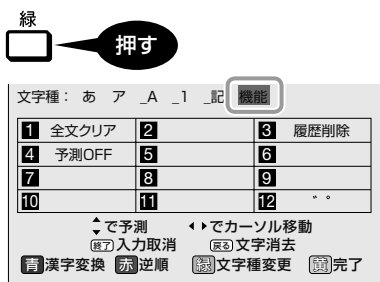 緑
押す
文字種： あ ア _A _1 _記 機能
1 全文クリア 2 3 履歴削除
4 予測OFF 5 6
7 8 9
10 11 12 ゛゜
で予測 でカーソル移動
終了入力取消 戻る文字消去
青漢字変換 赤逆順 緑文字種変更 黄完了